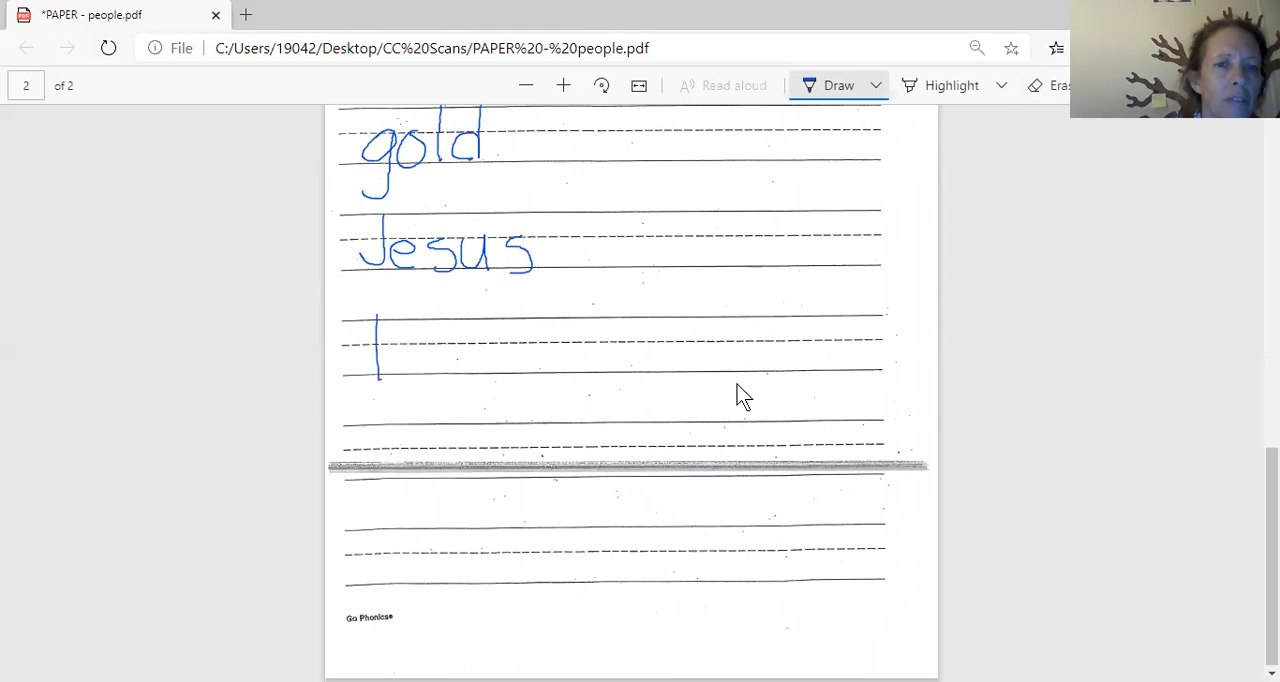 *PAPER - people.pdf
File C:/Users/19042/Desktop/CC%20Scans/PAPER%20-%20people.pdf
2 of 2 Read aloud Draw Highlight Eras
gold
Jesus
Go Phonics®